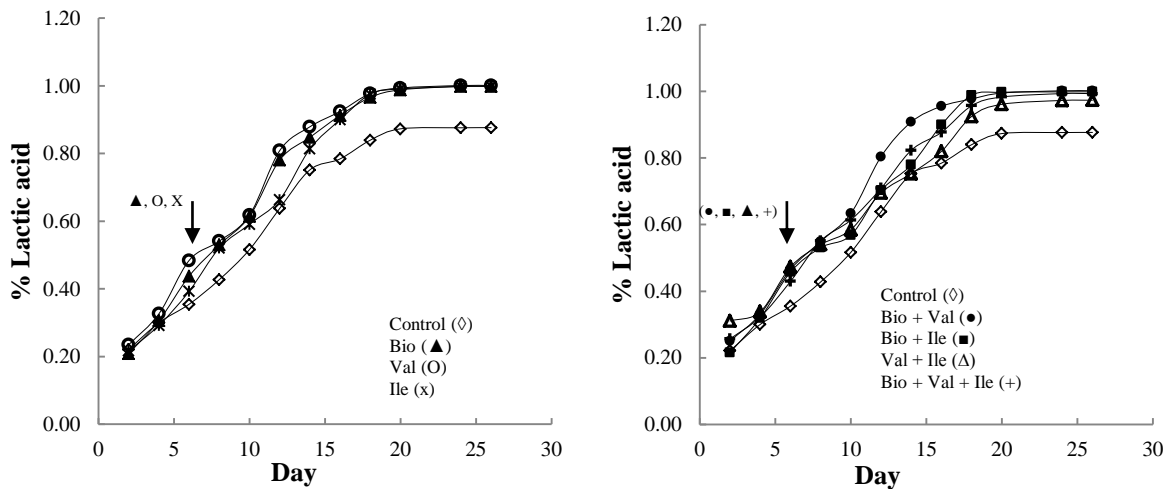 1.20
1.00
0.80
0.60
0.40
0.20
0.00
% Lactic acid
▲, O, X
Control (◊)
Bio (▲)
Val (O)
Ile (x)
0 5 10 15 20 25 30
Day
1.20
1.00
0.80
0.60
0.40
0.20
0.00
% Lactic acid
(●, ■, ▲, +)
Control (◊)
Bio + Val (●)
Bio + Ile (■)
Val + Ile (Δ)
Bio + Val + Ile (+)
0 5 10 15 20 25 30
Day